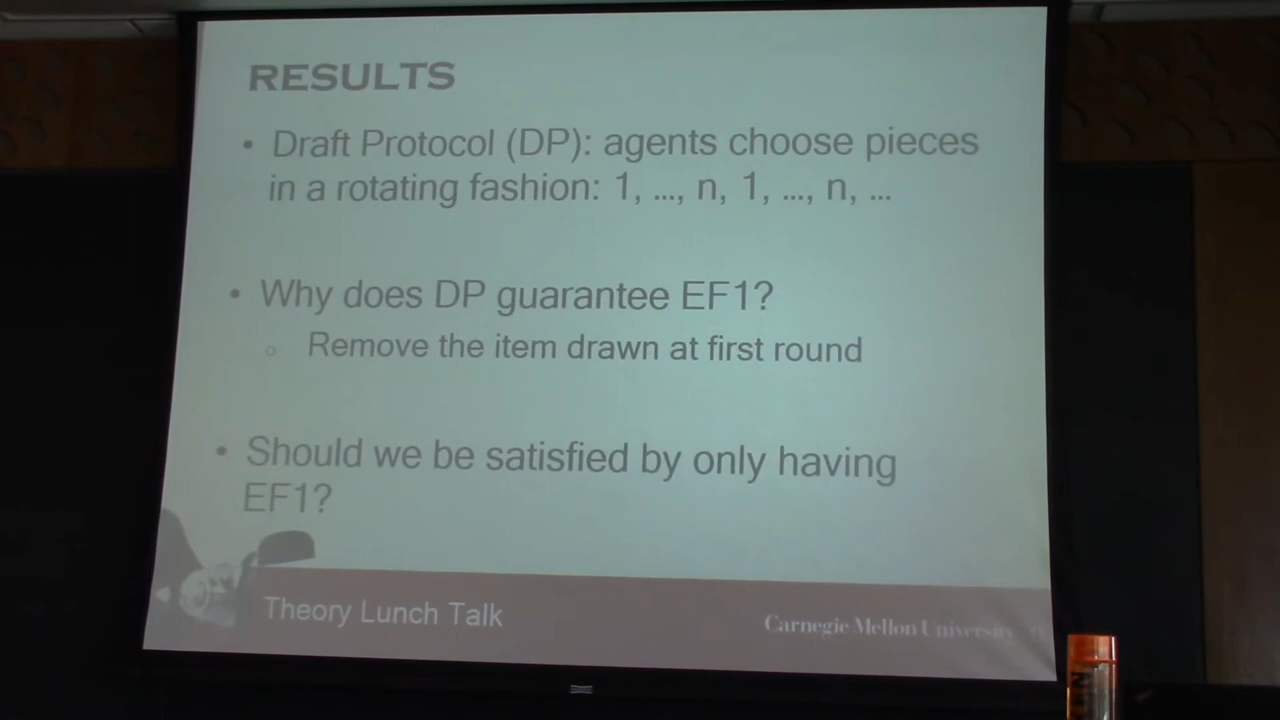 RESULTS
• Draft Protocol (DP): agents choose pieces
in a rotating fashion: 1, ..., n, 1, ..., n, ...
• Why does DP guarantee EF1?
○ Remove the item drawn at first round
• Should we be satisfied by only having
EF1?
Theory Lunch Talk
Carnegie Mellon University